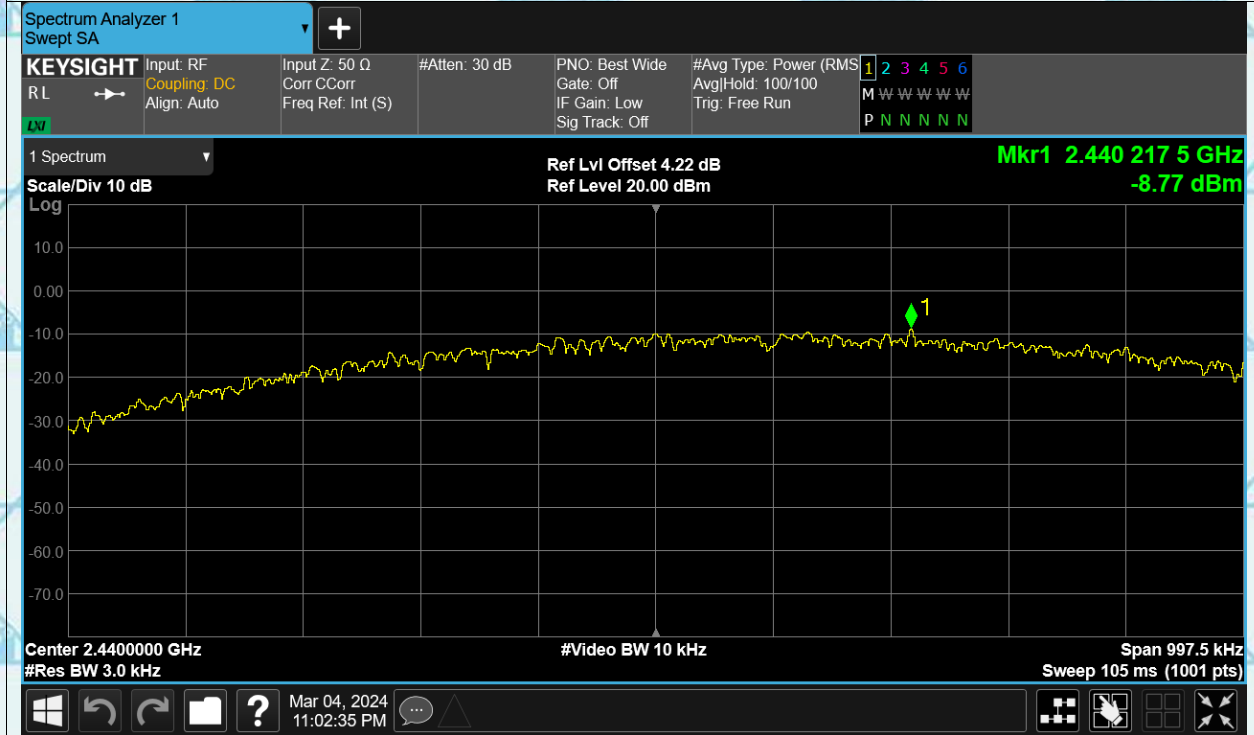 Spectrum Analyzer 1
Swept SA
KEYSIGHT
R L
LXI
Input: RF
Coupling: DC
Align: Auto
Input Z: 50 Ω
Corr CCorr
Freq Ref: Int (S)
#Atten: 30 dB
PNO: Best Wide
Gate: Off
IF Gain: Low
Sig Track: Off
#Avg Type: Power (RMS
Avg|Hold: 100/100
Trig: Free Run
1 2 3 4 5 6
M W W W W W
P N N N N N
1 Spectrum
Scale/Div 10 dB
Log
Ref Lvl Offset 4.22 dB
Ref Level 20.00 dBm
Mkr1 2.440 217 5 GHz
-8.77 dBm
10.0
0.00
1
-10.0
-20.0
-30.0
-40.0
-50.0
-60.0
-70.0
Center 2.4400000 GHz
#Video BW 10 kHz
Span 997.5 kHz
#Res BW 3.0 kHz
Sweep 105 ms (1001 pts)
?
Mar 04, 2024
11:02:35 PM